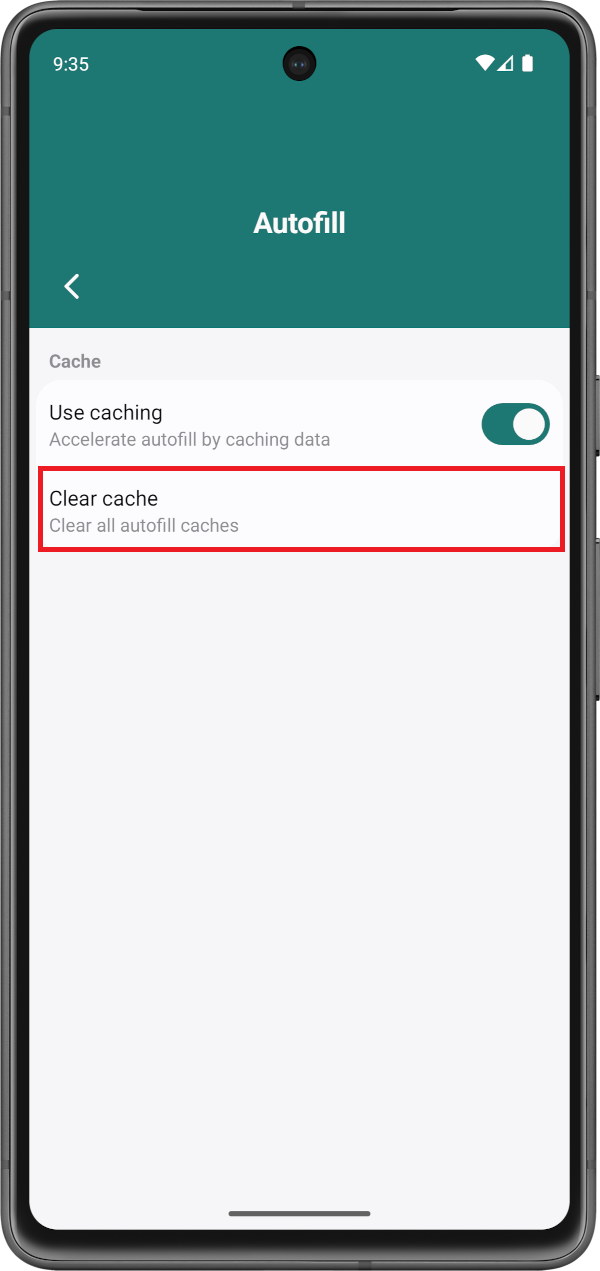 9:35
Autofill
Cache
Use caching
Accelerate autofill by caching data
Clear cache
Clear all autofill caches